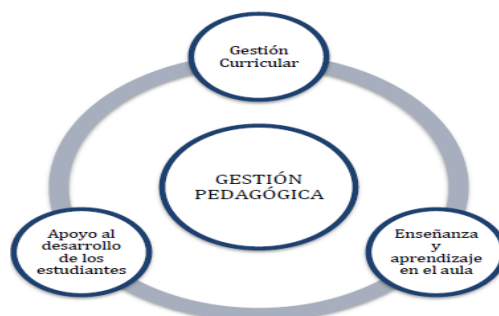 Gestión
Curricular
GESTIÓN
PEDAGÓGICA
Apoyo al
desarrollo
de los
estudiantes
Enseñanza
y
aprendizaje
en el aula